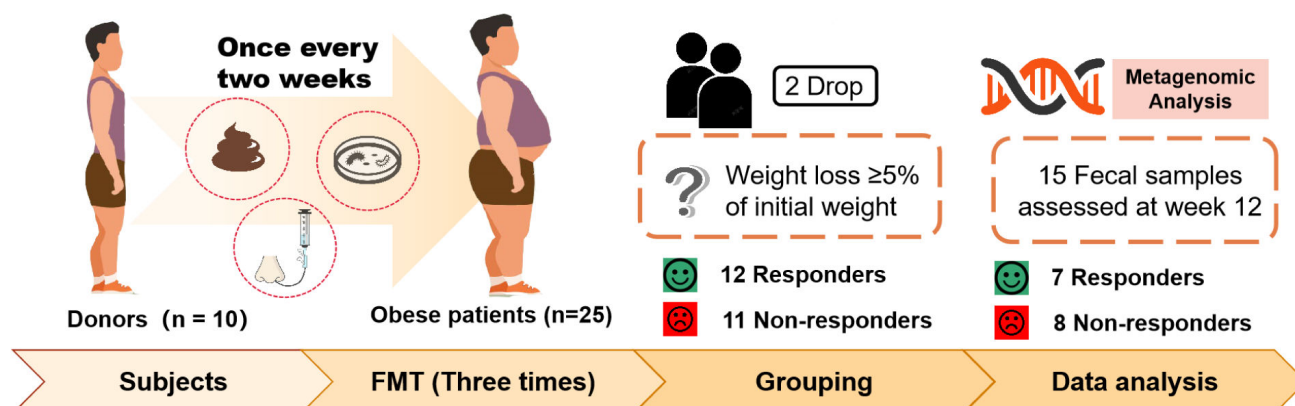 Once every
two weeks
Donors (n = 10)
Obese patients (n=25)
2 Drop
Weight loss ≥5%
of initial weight
12 Responders
11 Non-responders
Metagenomic
Analysis
15 Fecal samples
assessed at week 12
7 Responders
8 Non-responders
Subjects
FMT (Three times)
Grouping
Data analysis